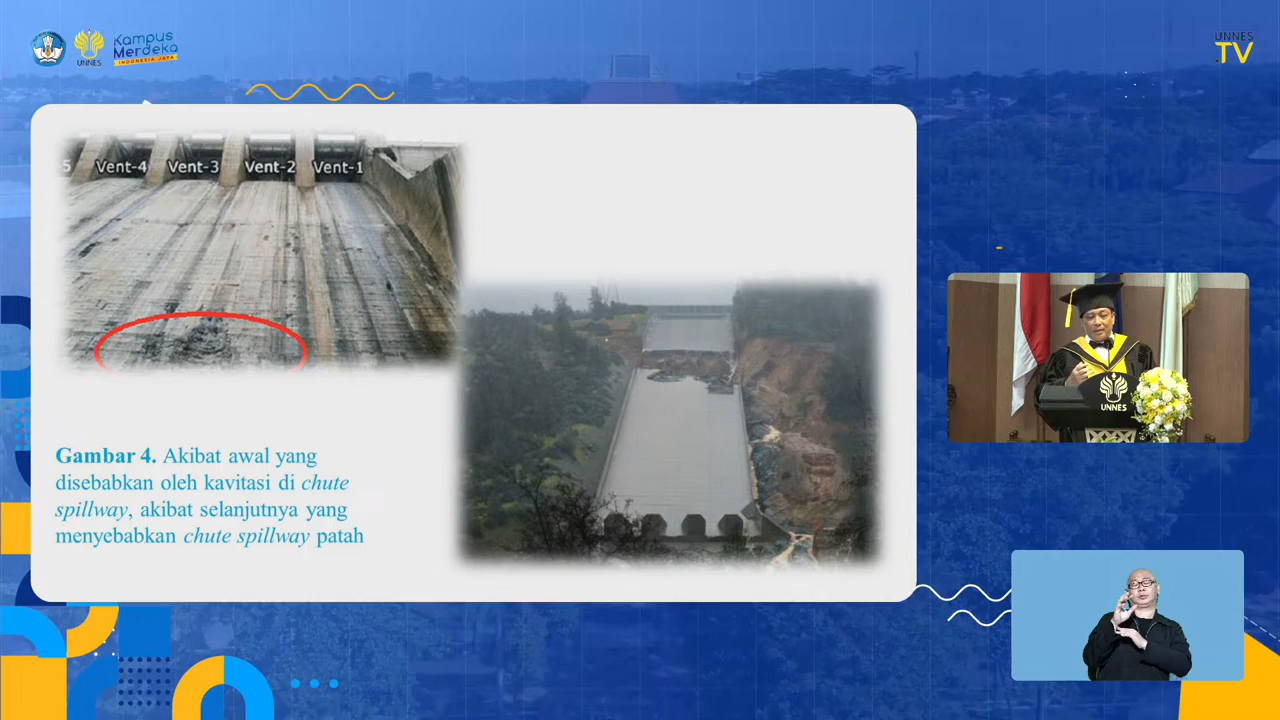 UNNES
Kampus
Merdeka
INDONESIA JAYA
UNNES
TV
5 Vent-4 Vent-3 Vent-2 Vent-1
UNNES
Gambar 4. Akibat awal yang
disebabkan oleh kavitasi di chute
spillway, akibat selanjutnya yang
menyebabkan chute spillway patah